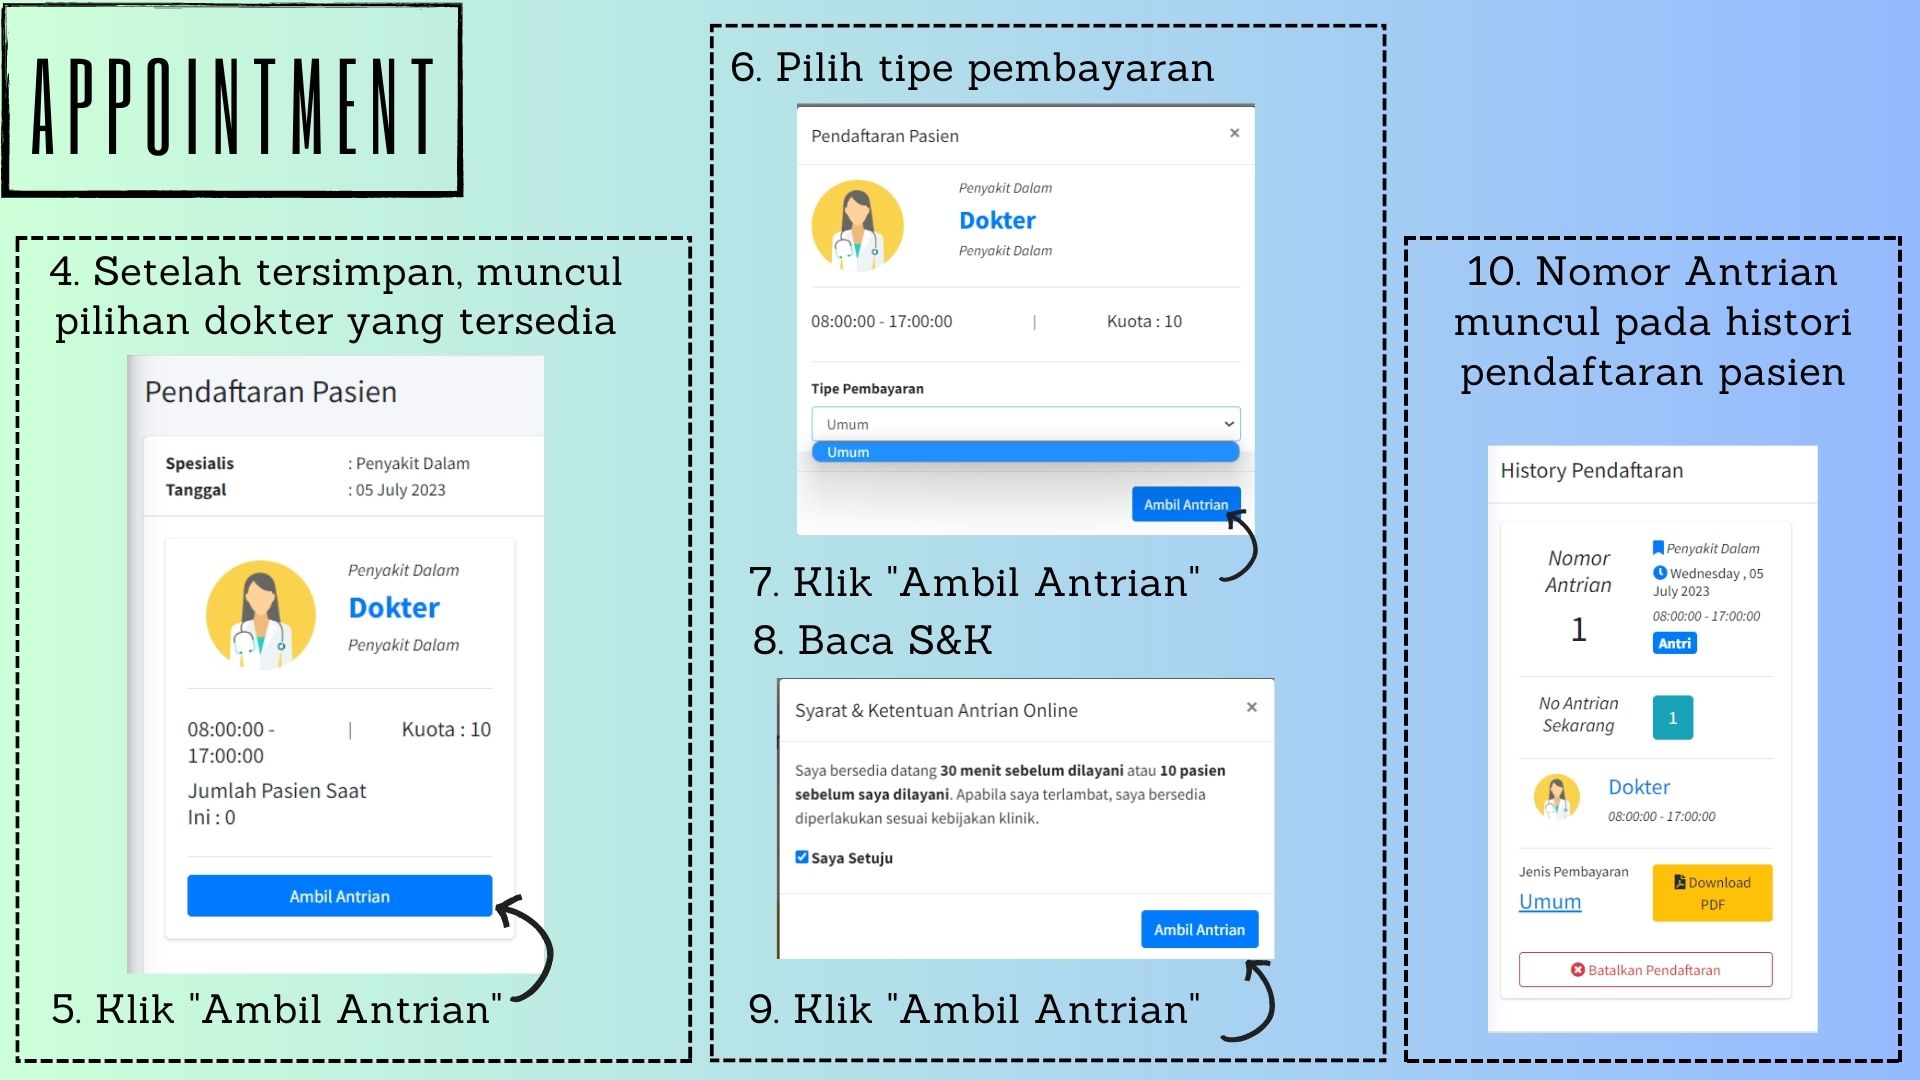 APPOINTMENT
4. Setelah tersimpan, muncul
pilihan dokter yang tersedia
Pendaftaran Pasien
Spesialis : Penyakit Dalam
Tanggal : 05 July 2023
Penyakit Dalam
Dokter
Penyakit Dalam
08:00:00 - | Kuota : 10
17:00:00
Jumlah Pasien Saat
Ini : 0
Ambil Antrian
5. Klik "Ambil Antrian"
6. Pilih tipe pembayaran
Pendaftaran Pasien ×
Penyakit Dalam
Dokter
Penyakit Dalam
08:00:00 - 17:00:00 | Kuota : 10
Tipe Pembayaran
Umum
Umum
Ambil Antrian
7. Klik "Ambil Antrian"
8. Baca S&K
Syarat & Ketentuan Antrian Online ×
Saya bersedia datang 30 menit sebelum dilayani atau 10 pasien
sebelum saya dilayani. Apabila saya terlambat, saya bersedia
diperlakukan sesuai kebijakan klinik.
Saya Setuju
Ambil Antrian
9. Klik "Ambil Antrian"
10. Nomor Antrian
muncul pada histori
pendaftaran pasien
History Pendaftaran
Nomor
Antrian
1
Penyakit Dalam
Wednesday , 05
July 2023
08:00:00 - 17:00:00
Antri
No Antrian
Sekarang
1
Dokter
08:00:00 - 17:00:00
Jenis Pembayaran
Umum
Download
PDF
Batalkan Pendaftaran